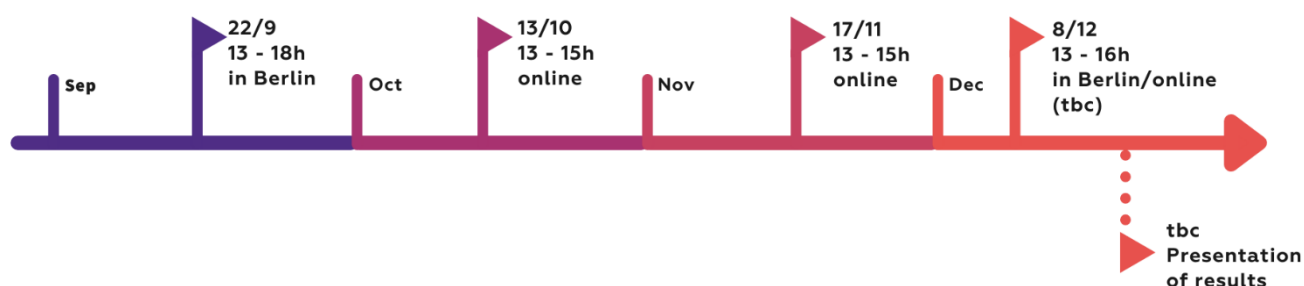 Sep
22/9
13 - 18h
in Berlin
Oct
13/10
13 - 15h
online
Nov
17/11
13 - 15h
online
Dec
8/12
13 - 16h
in Berlin/online
(tbc)
tbc
Presentation
of results